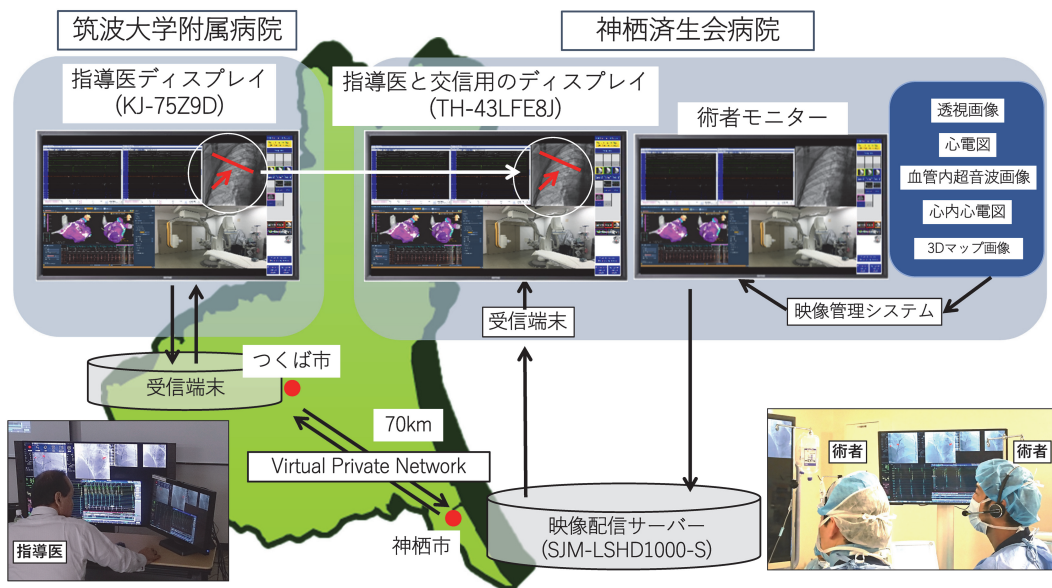 筑波大学附属病院
神栖済生会病院
指導医ディスプレイ
(KJ-75Z9D)
指導医と交信用のディスプレイ
(TH-43LFE8J)
術者モニター
透視画像
心電図
血管内超音波画像
心内心電図
3Dマップ画像
映像管理システム
受信端末
受信端末
つくば市
70km
Virtual Private Network
神栖市
映像配信サーバー
(SJM-LSHD1000-S)
指導医
術者
術者